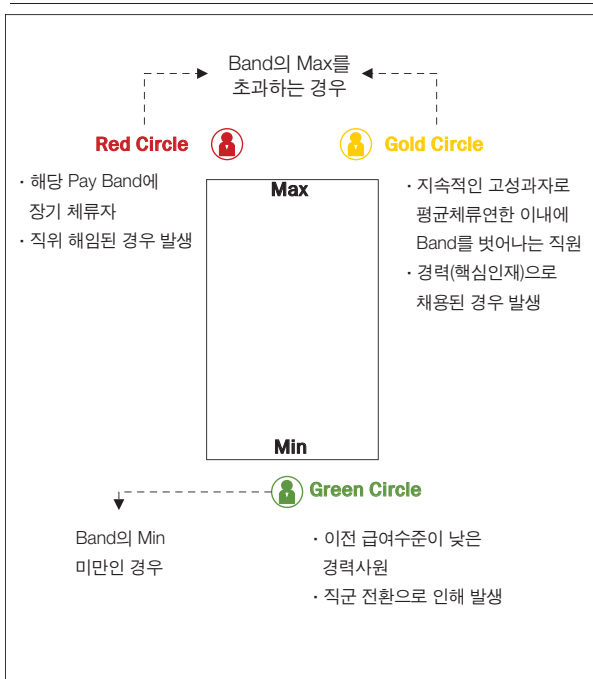 Band의 Max를
초과하는 경우
Red Circle
Gold Circle
· 해당 Pay Band에
장기 체류자
· 직위 해임된 경우 발생
Max
· 지속적인 고성과자로
평균체류연한 이내에
Band를 벗어나는 직원
· 경력(핵심인재)으로
채용된 경우 발생
Min
Green Circle
Band의 Min
미만인 경우
· 이전 급여수준이 낮은
경력사원
· 직군 전환으로 인해 발생